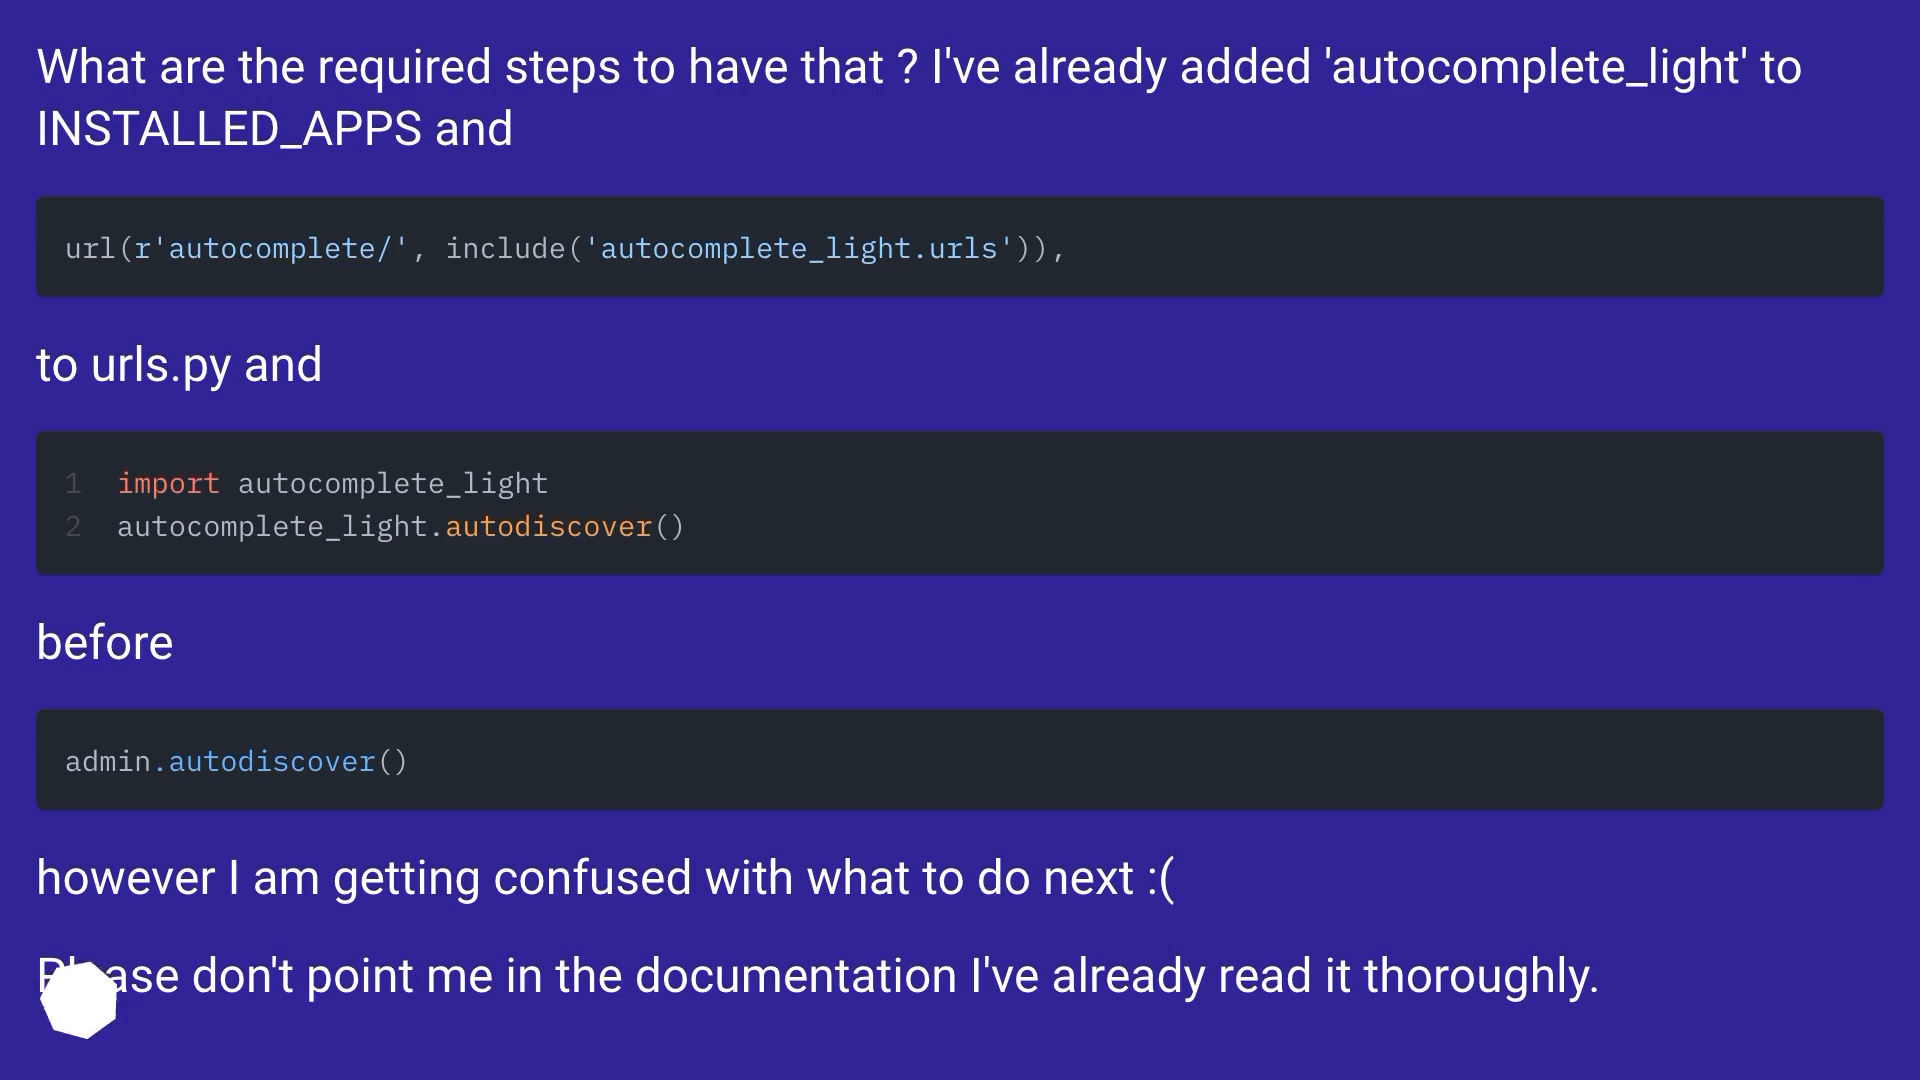 What are the required steps to have that ? I've already added 'autocomplete_light' to
INSTALLED_APPS and
url(r'autocomplete/', include('autocomplete_light.urls')),
to urls.py and
1 import autocomplete_light
2 autocomplete_light.autodiscover()
before
admin.autodiscover()
however I am getting confused with what to do next :(
Please don't point me in the documentation I've already read it thoroughly.